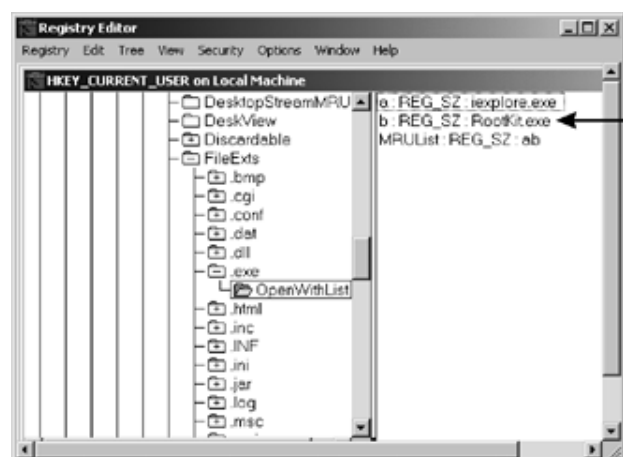 Registry Editor
Registry Edit Tree View Security Options Window Help
HKEY_CURRENT_USER on Local Machine
DesktopStreamMRU
DeskView
Discardable
FileExts
.bmp
.cgi
.conf
.dat
.dll
.exe
OpenWithList
.html
.inc
.INF
.ini
.jar
.log
.msc
a : REG_SZ : iexplore.exe
b : REG_SZ : RootKit.exe
MRUList : REG_SZ : ab